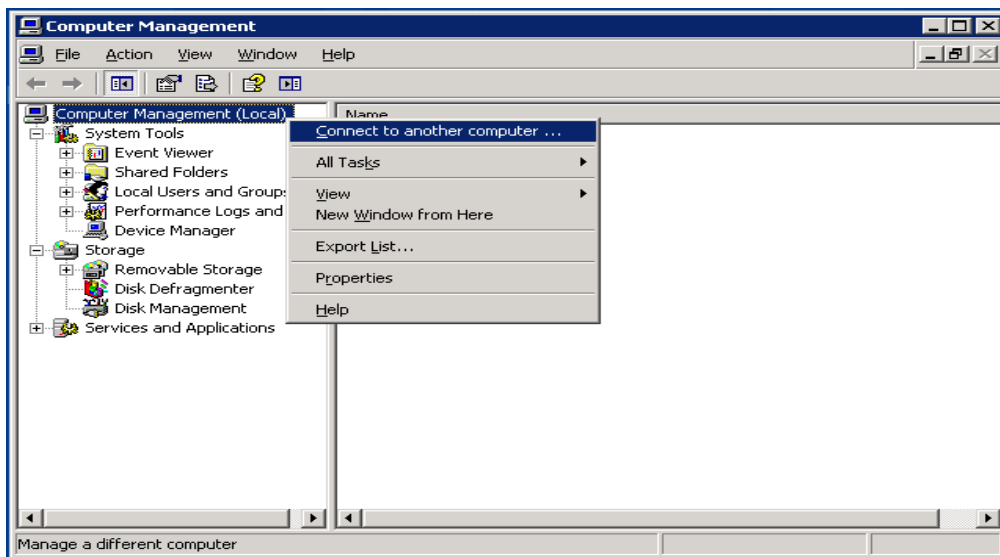 Computer Management
File Action View Window Help
Computer Management (Local)
Name
System Tools
Event Viewer
Shared Folders
Local Users and Groups
Performance Logs and
Device Manager
Storage
Removable Storage
Disk Defragmenter
Disk Management
Services and Applications
Connect to another computer ...
All Tasks
View
New Window from Here
Export List...
Properties
Help
Manage a different computer